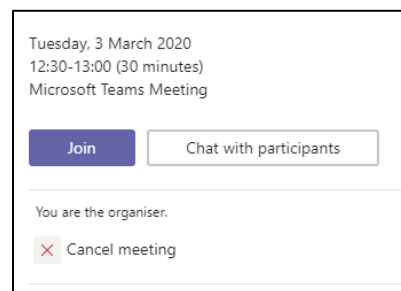 Tuesday, 3 March 2020
12:30-13:00 (30 minutes)
Microsoft Teams Meeting
Join Chat with participants
You are the organiser.
Cancel meeting